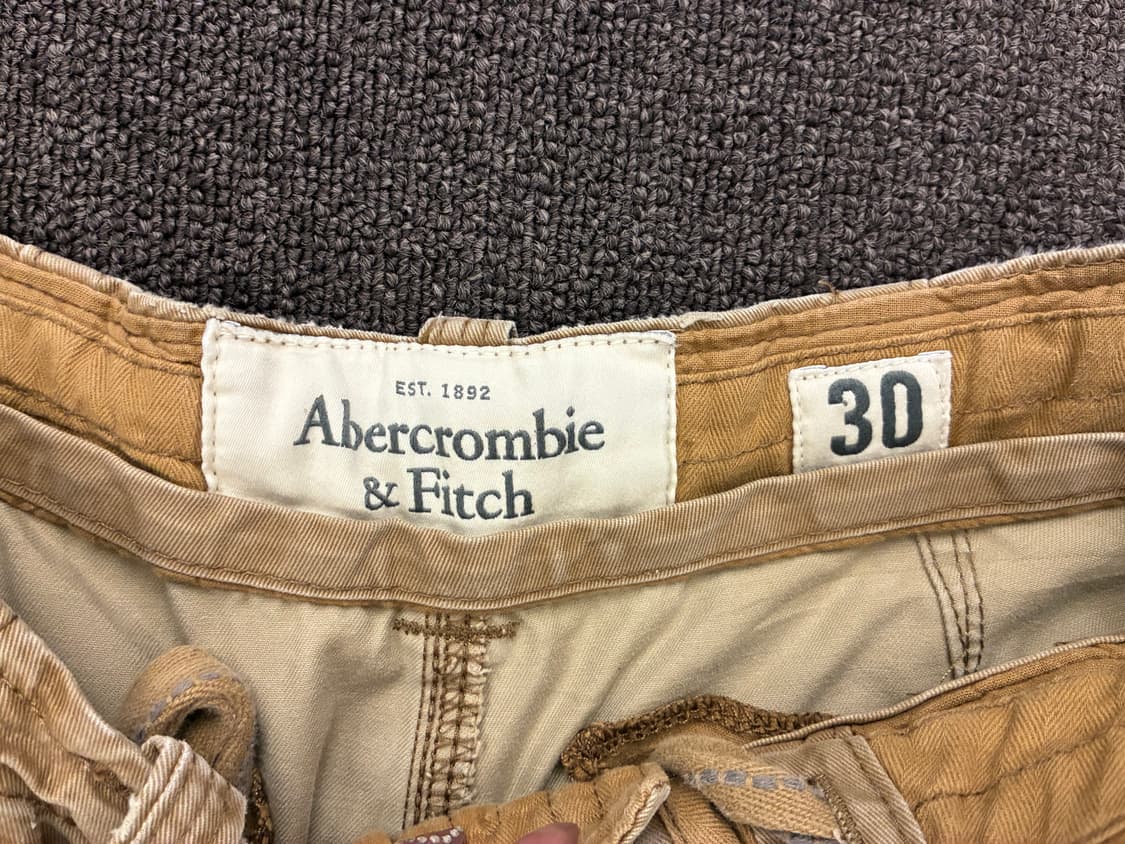 EST. 1892
Abercrombie
& Fitch
30